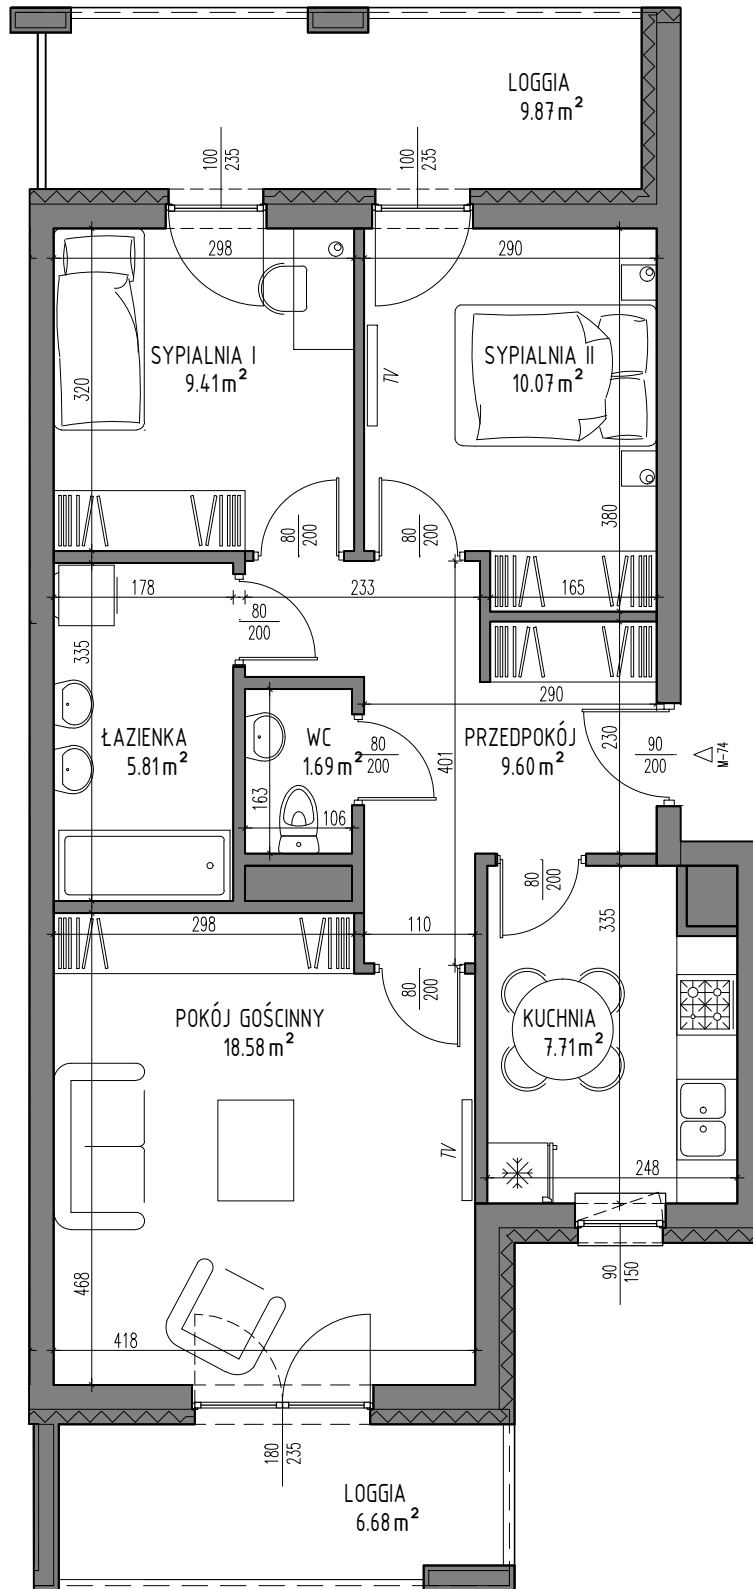 LOGGIA
9.87 m²
100
235
100
235
298
290
SYPIALNIA I
9.41 m²
SYPIALNIA II
10.07 m²
TV
320
380
80
200
80
200
178
233
165
80
200
335
290
ŁAZIENKA
5.81 m²
WC
1.69 m²
80
200
PRZEDPOKÓJ
9.60 m²
230
90
200
M-74
401
163
106
80
200
335
298
110
80
200
POKÓJ GOŚCINNY
18.58 m²
KUCHNIA
7.71 m²
TV
248
468
90
150
418
180
235
LOGGIA
6.68 m²